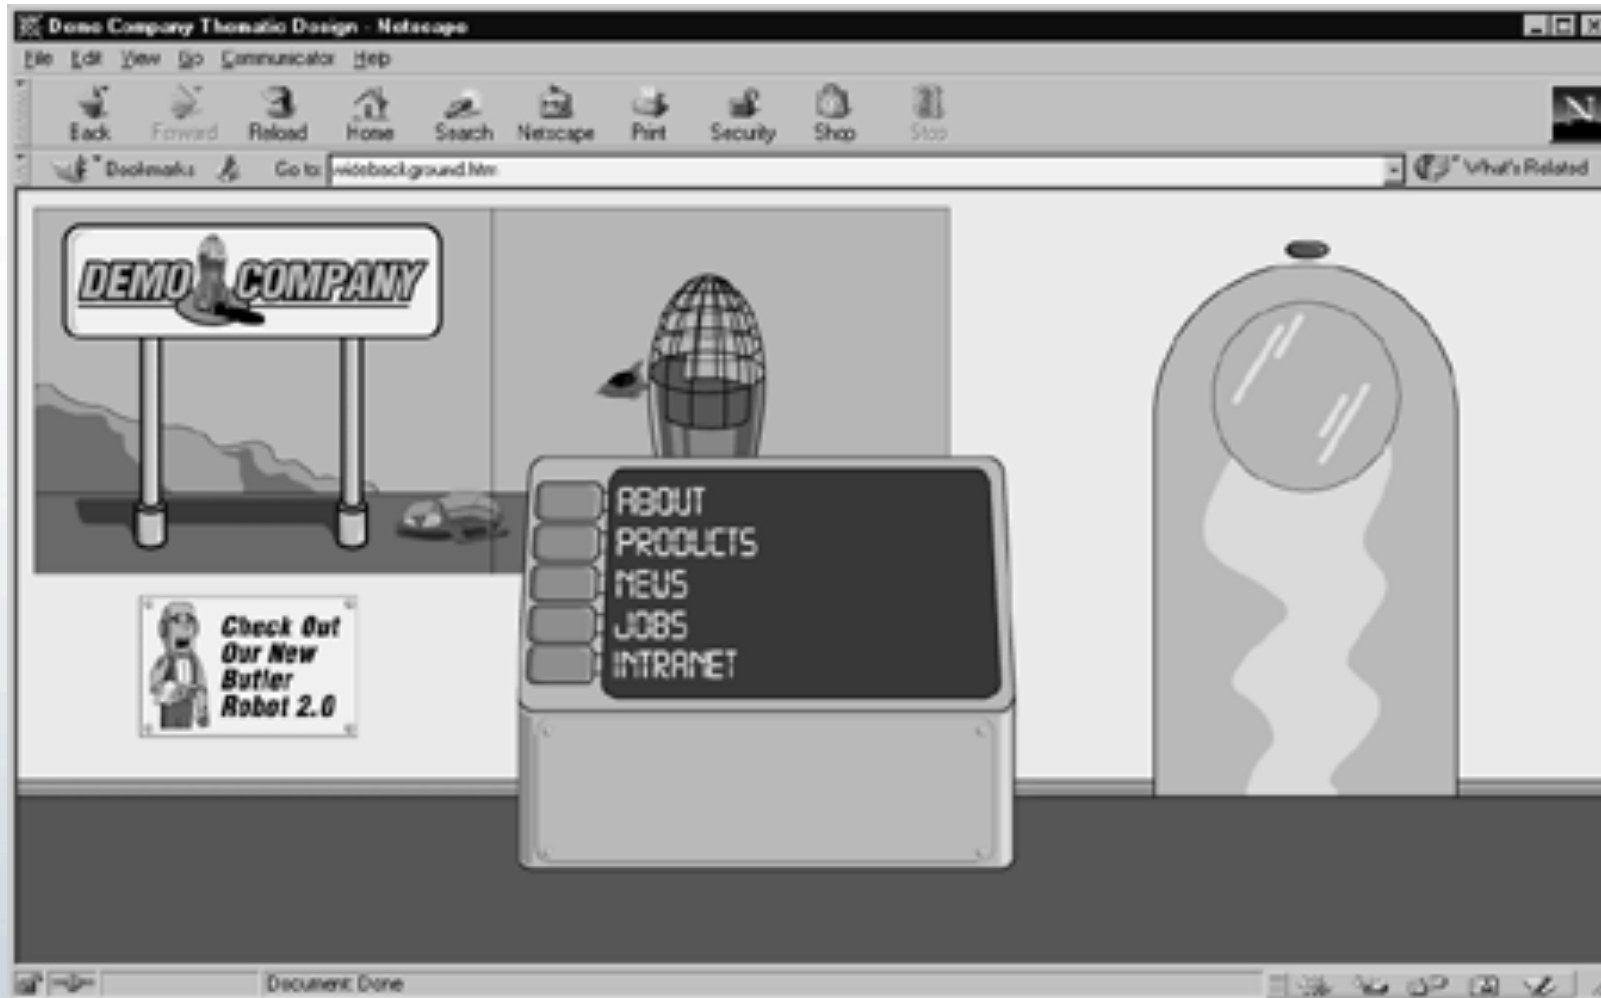 Demo Company Thematic Design - Netscape
File Edit View Go Communicator Help
Back Forward Reload Home Search Netscape Print Security Shop Stop
N
Bookmarks Go to: widebackground.htm What's Related
DEMO COMPANY
ABOUT
PRODUCTS
NEWS
JOBS
INTRANET
Check Out
Our New
Butler
Robot 2.0
Document: Done